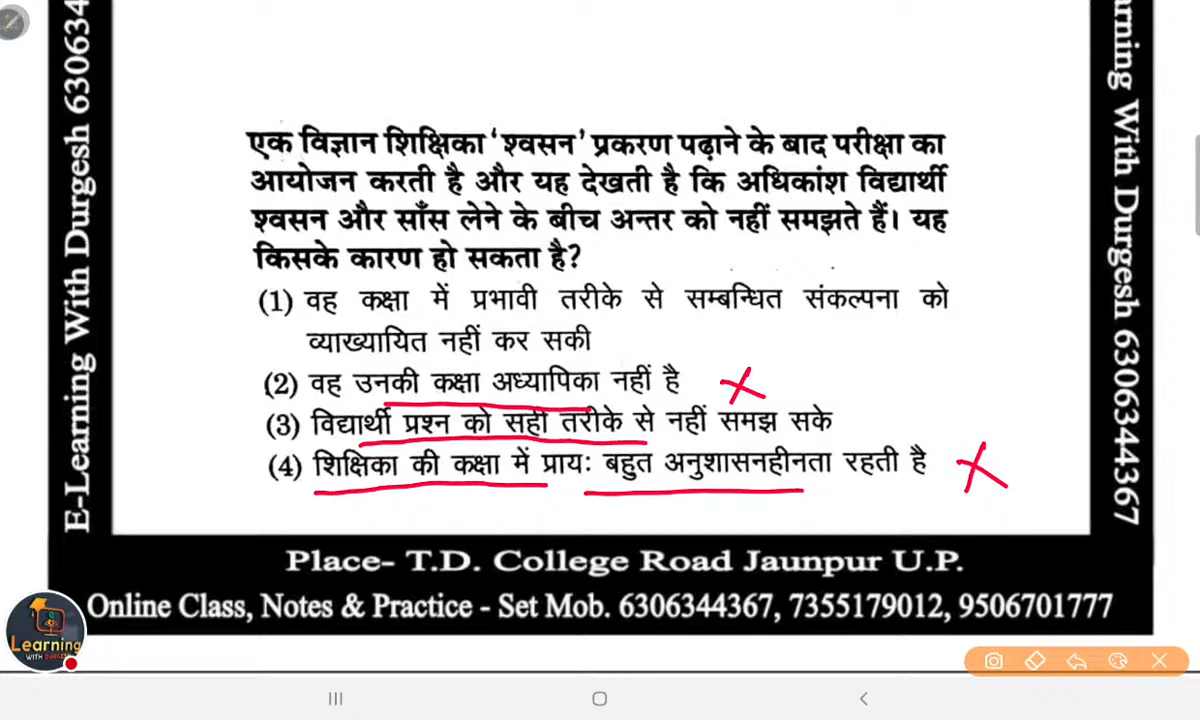 E-Learning With Durgesh 630634
arning With Durgesh 6306344367
एक विज्ञान शिक्षिका ‘श्वसन’ प्रकरण पढ़ाने के बाद परीक्षा का
आयोजन करती है और यह देखती है कि अधिकांश विद्यार्थी
श्वसन और साँस लेने के बीच अन्तर को नहीं समझते हैं। यह
किसके कारण हो सकता है?
(1) वह कक्षा में प्रभावी तरीके से सम्बन्धित संकल्पना को
व्याख्यायित नहीं कर सकी
(2) वह उनकी कक्षा अध्यापिका नहीं है
(3) विद्यार्थी प्रश्न को सही तरीके से नहीं समझ सके
(4) शिक्षिका की कक्षा में प्रायः बहुत अनुशासनहीनता रहती है
Place- T.D. College Road Jaunpur U.P.
Online Class, Notes & Practice - Set Mob. 6306344367, 7355179012, 9506701777
Learning
WITH DURGESH